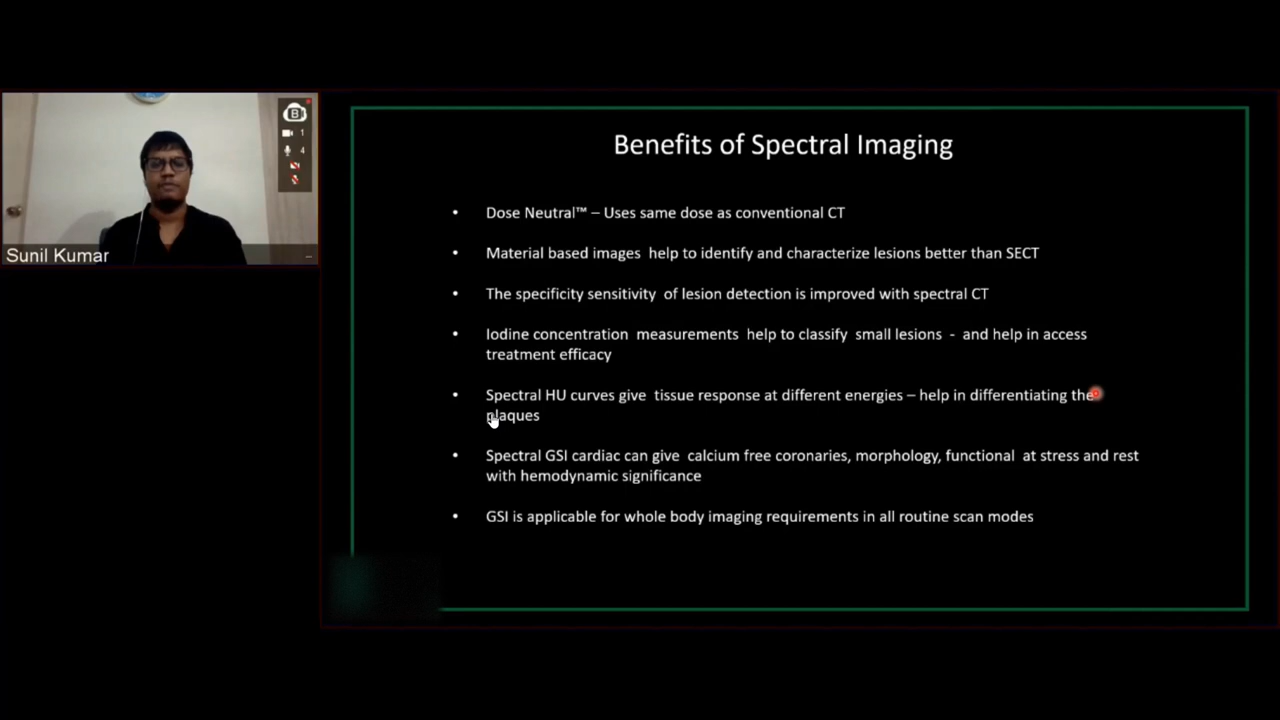 B
1
4
Sunil Kumar
Benefits of Spectral Imaging
• Dose Neutral™ – Uses same dose as conventional CT
• Material based images help to identify and characterize lesions better than SECT
• The specificity sensitivity of lesion detection is improved with spectral CT
• Iodine concentration measurements help to classify small lesions - and help in access
treatment efficacy
• Spectral HU curves give tissue response at different energies – help in differentiating the
plaques
• Spectral GSI cardiac can give calcium free coronaries, morphology, functional at stress and rest
with hemodynamic significance
• GSI is applicable for whole body imaging requirements in all routine scan modes